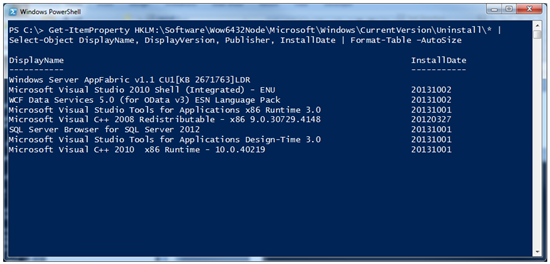 Windows PowerShell
PS C:\> Get-ItemProperty HKLM:\Software\Wow6432Node\Microsoft\Windows\CurrentVersion\Uninstall\* |
Select-Object DisplayName, DisplayVersion, Publisher, InstallDate | Format-Table -AutoSize
DisplayName InstallDate
----------- -----------
Windows Server AppFabric v1.1 CU1[KB 2671763]LDR
Microsoft Visual Studio 2010 Shell (Integrated) - ENU 20131002
WCF Data Services 5.0 (for OData v3) ESN Language Pack 20131002
Microsoft Visual Studio Tools for Applications x86 Runtime 3.0 20131001
Microsoft Visual C++ 2008 Redistributable - x86 9.0.30729.4148 20120327
SQL Server Browser for SQL Server 2012 20131001
Microsoft Visual Studio Tools for Applications Design-Time 3.0 20131001
Microsoft Visual C++ 2010 x86 Runtime - 10.0.40219 20131001